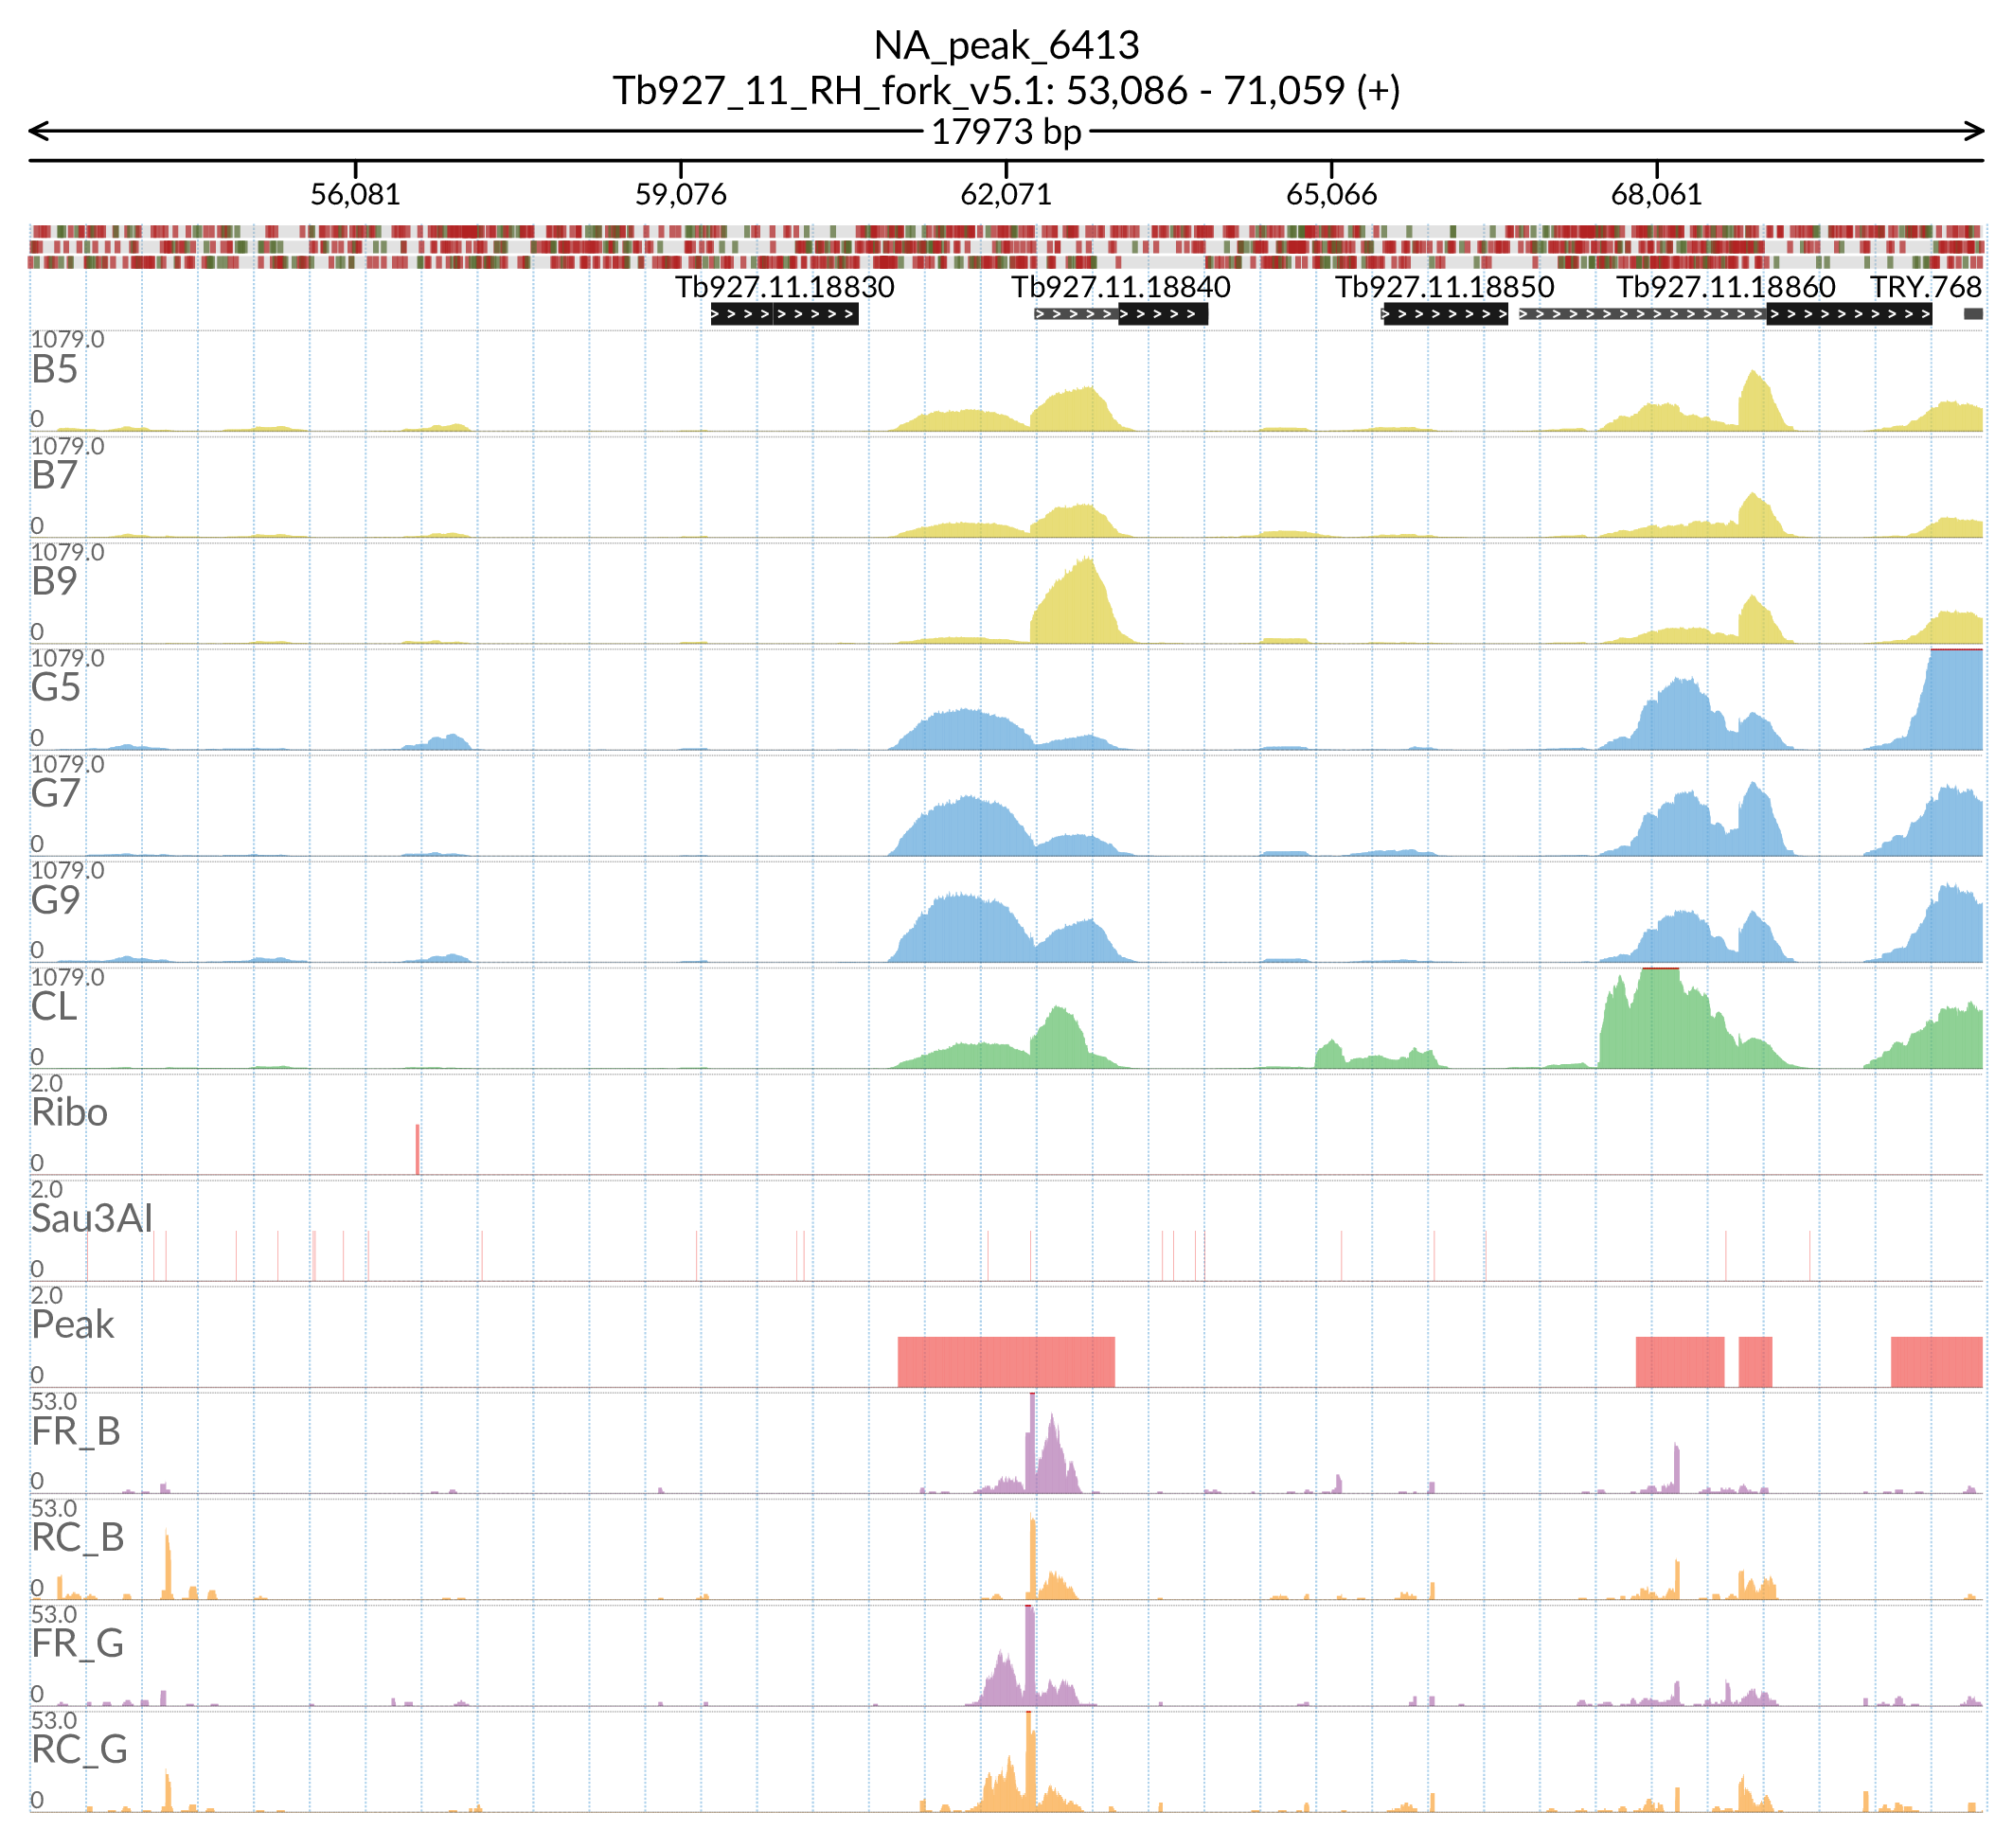 NA_peak_6413
Tb927_11_RH_fork_v5.1: 53,086 - 71,059 (+)
17973 bp
56,081 59,076 62,071 65,066 68,061
Tb927.11.18830 Tb927.11.18840 Tb927.11.18850 Tb927.11.18860 TRY.768
1079.0
B5
0
1079.0
B7
0
1079.0
B9
0
1079.0
G5
0
1079.0
G7
0
1079.0
G9
0
1079.0
CL
0
2.0
Ribo
0
2.0
Sau3AI
0
2.0
Peak
0
53.0
FR_B
0
53.0
RC_B
0
53.0
FR_G
0
53.0
RC_G
0